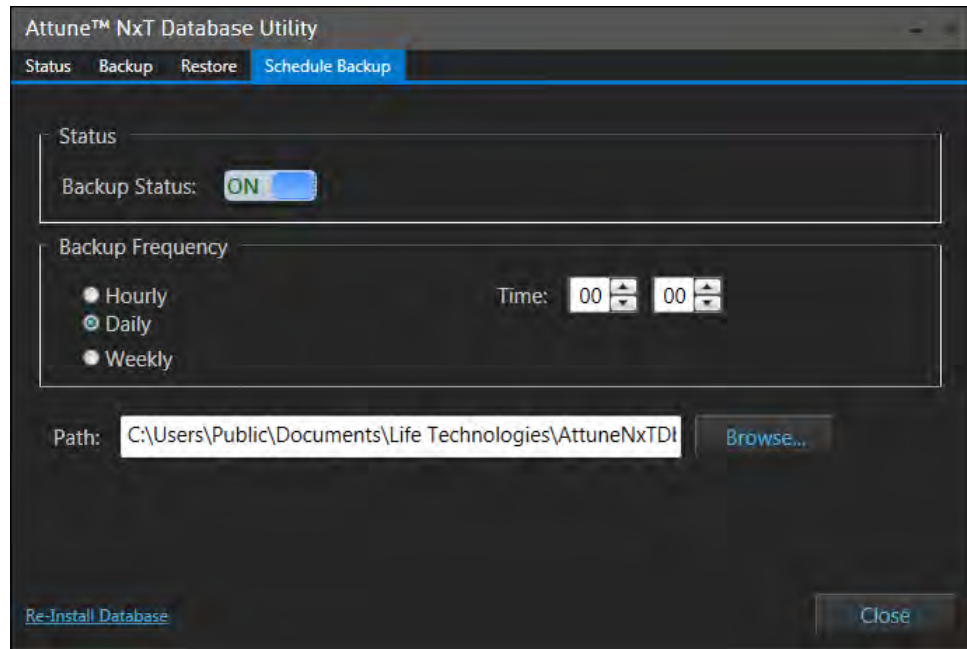 Attune™ NxT Database Utility
Status Backup Restore Schedule Backup
Status
Backup Status: ON
Backup Frequency
Hourly
Time: 00 00
Daily
Weekly
Path: C:\Users\Public\Documents\Life Technologies\AttuneNxTD Browse...
Re-Install Database Close